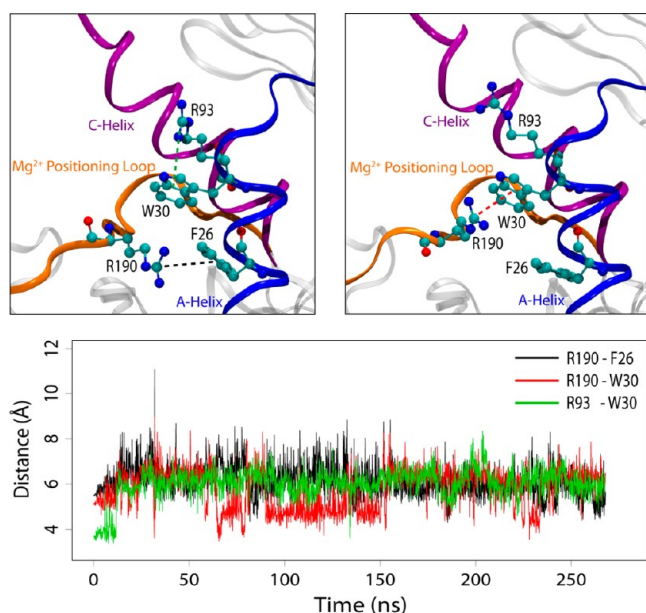 R93
C-Helix
Mg²⁺ Positioning Loop
W30
F26
R190
A-Helix
R93
C-Helix
Mg²⁺ Positioning Loop
W30
R190
F26
A-Helix
12
10
8
6
4
Distance (Å)
R190 - F26
R190 - W30
R93 - W30
0 50 100 150 200 250
Time (ns)